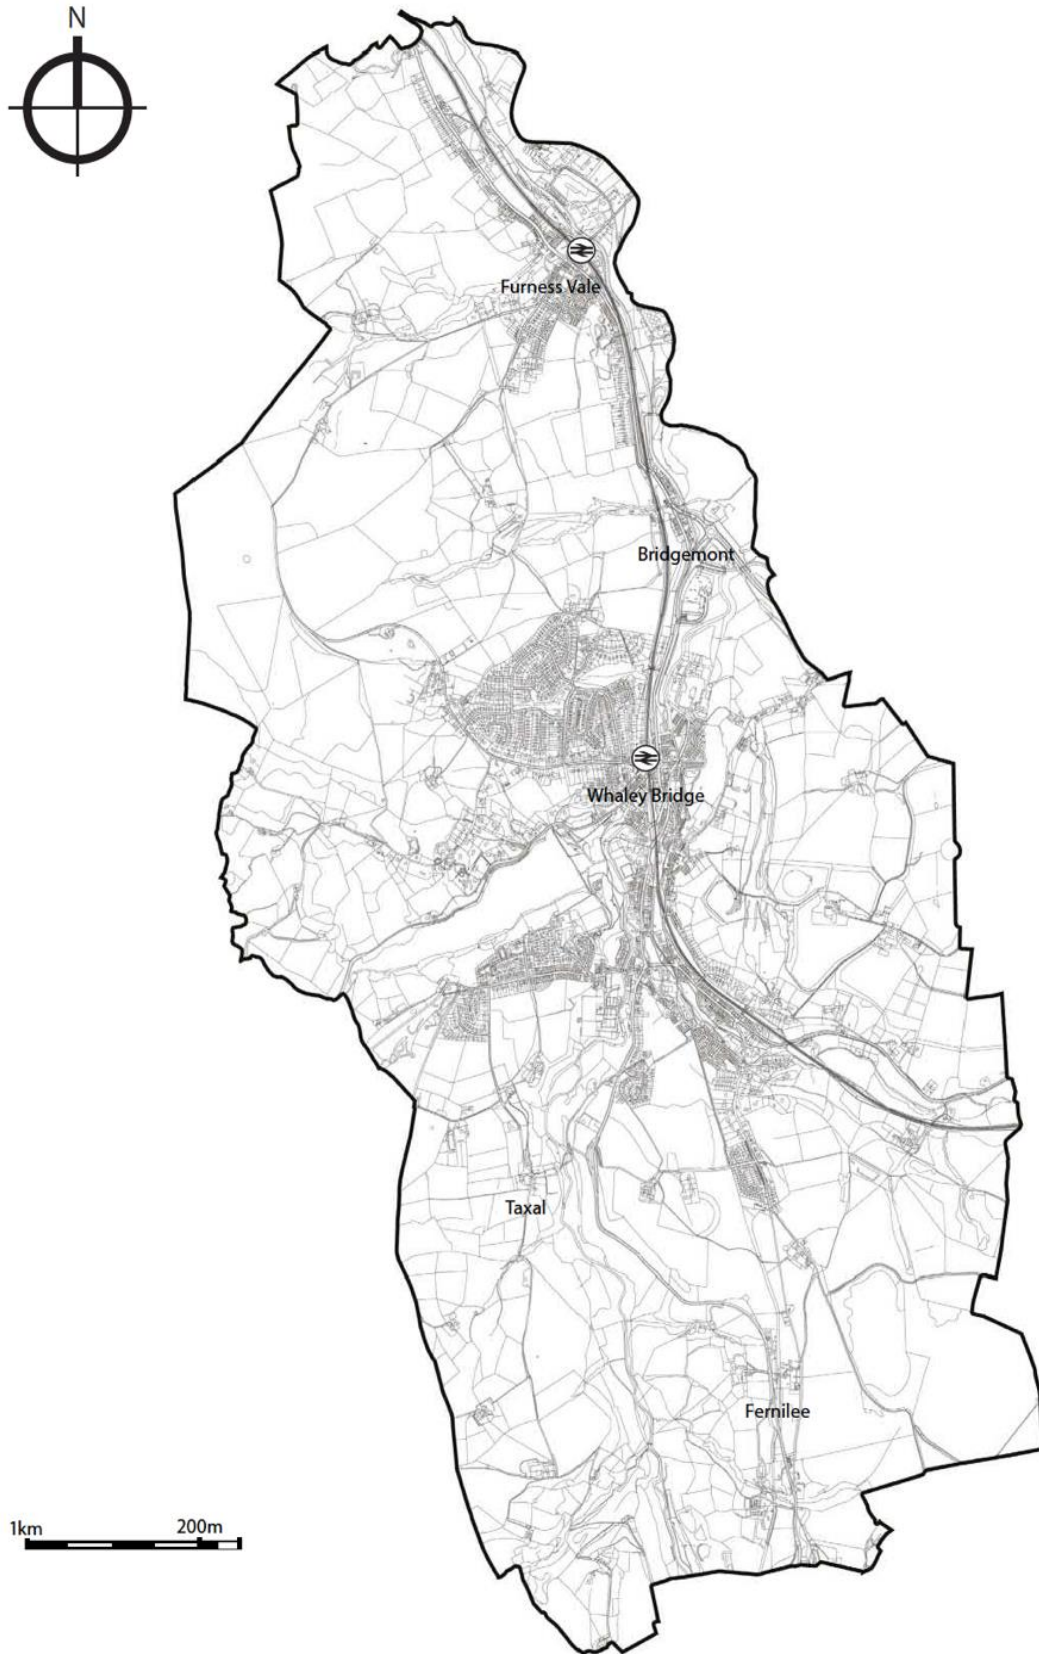 N
Furness Vale
Bridgemont
Whaley Bridge
Taxal
Fernilee
1km 200m